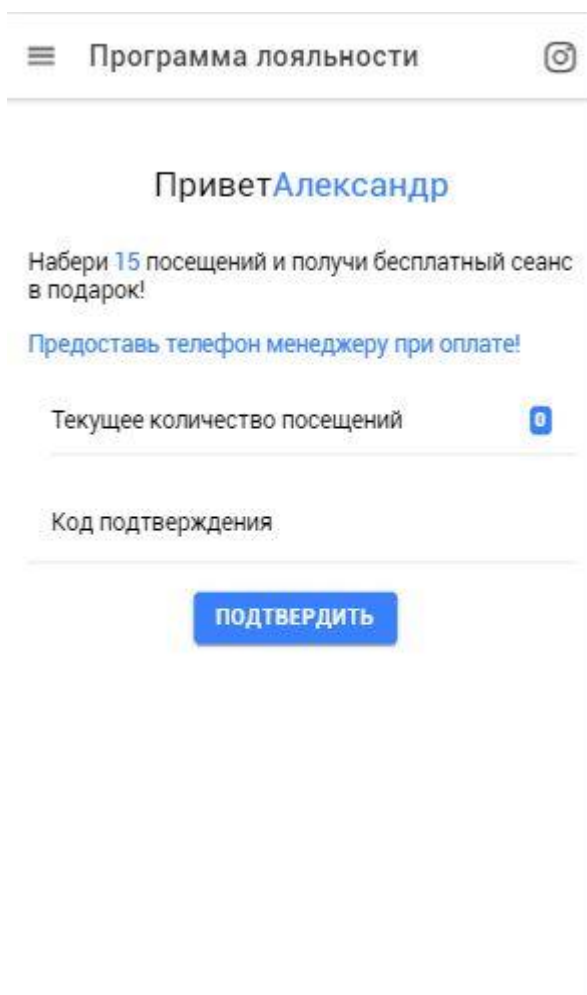 Программа лояльности
ПриветАлександр
Набери 15 посещений и получи бесплатный сеанс
в подарок!
Предоставь телефон менеджеру при оплате!
Текущее количество посещений 0
Код подтверждения
ПОДТВЕРДИТЬ